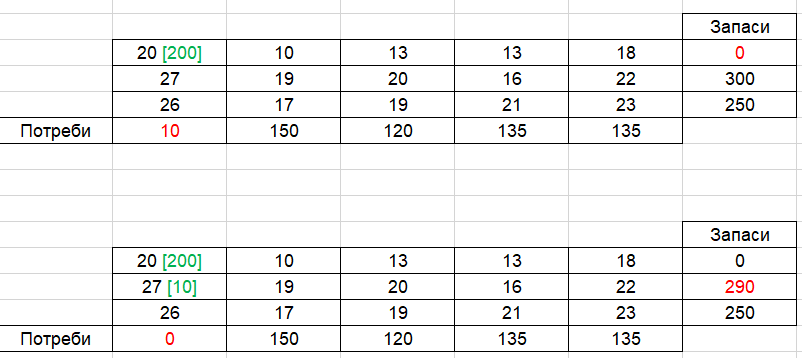 Запаси
20 [200] 10 13 13 18 0
27 19 20 16 22 300
26 17 19 21 23 250
Потреби 10 150 120 135 135
Запаси
20 [200] 10 13 13 18 0
27 [10] 19 20 16 22 290
26 17 19 21 23 250
Потреби 0 150 120 135 135